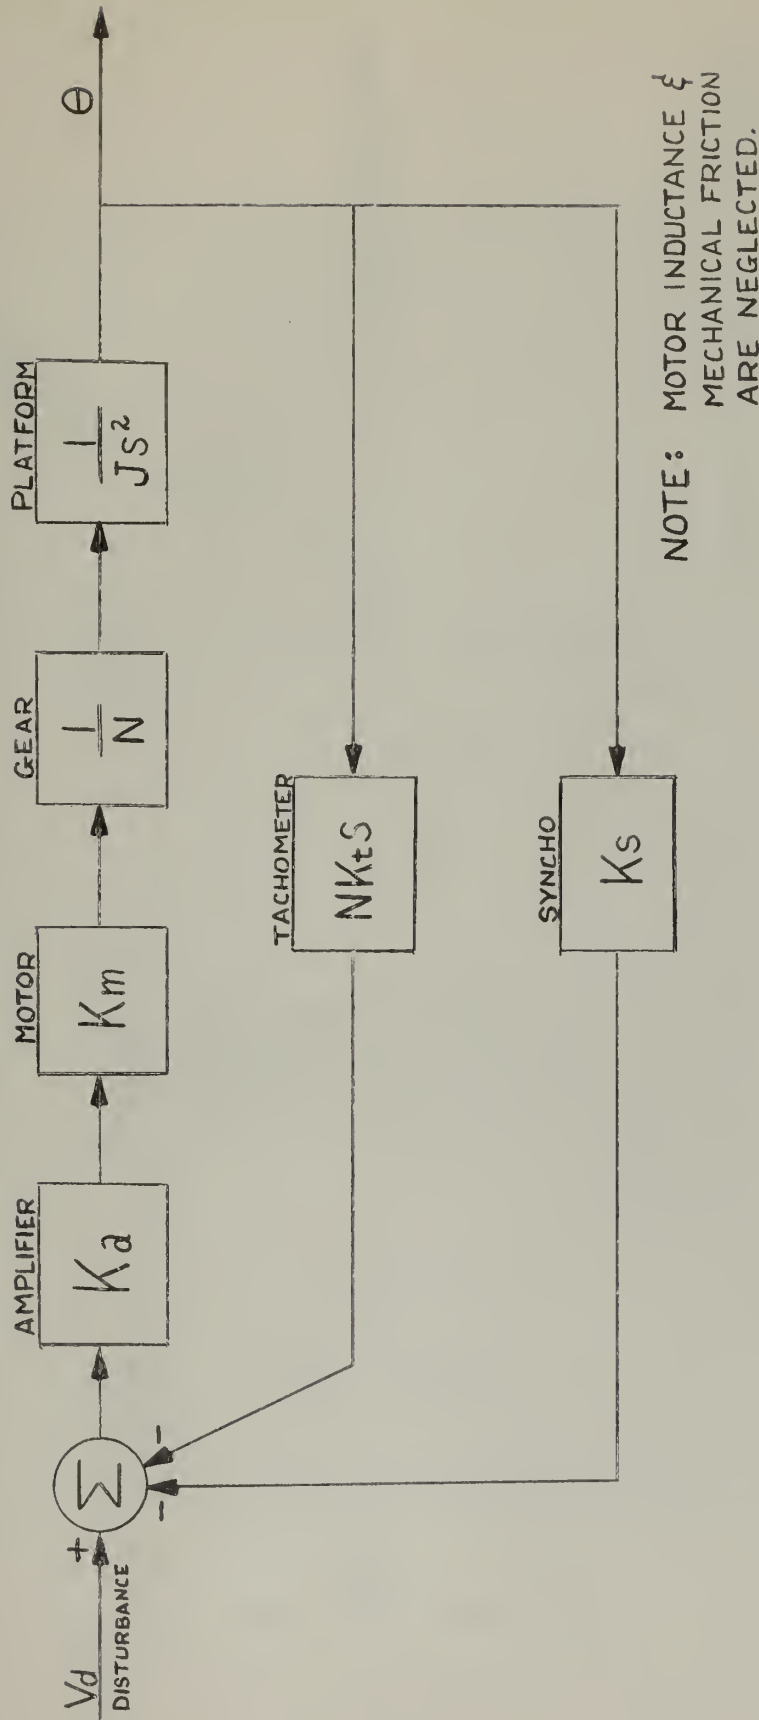 Vd
DISTURBANCE
+
-
-
Σ
AMPLIFIER
Ka
MOTOR
Km
GEAR
1
N
PLATFORM
1
JS²
θ
TACHOMETER
NKtS
SYNCHO
Ks
NOTE: MOTOR INDUCTANCE &
MECHANICAL FRICTION
ARE NEGLECTED.